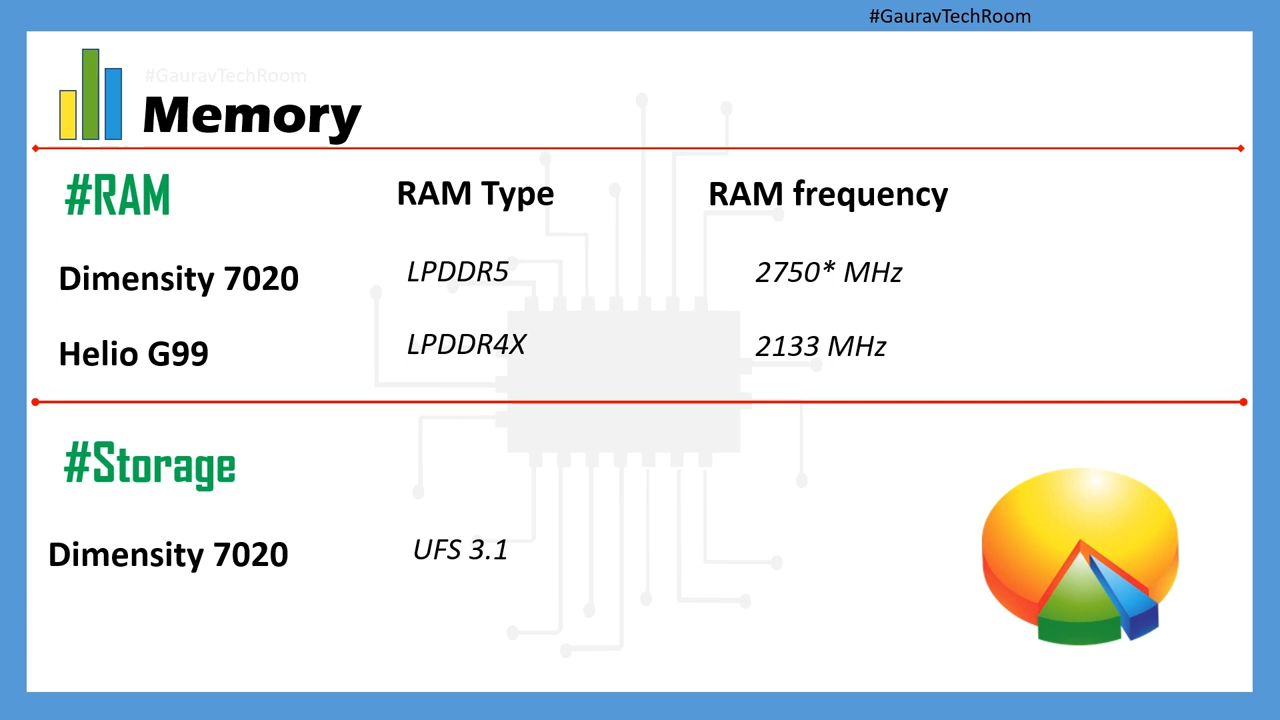 #GauravTechRoom
#GauravTechRoom
Memory
#RAM RAM Type RAM frequency
Dimensity 7020 LPDDR5 2750* MHz
Helio G99 LPDDR4X 2133 MHz
#Storage
Dimensity 7020 UFS 3.1